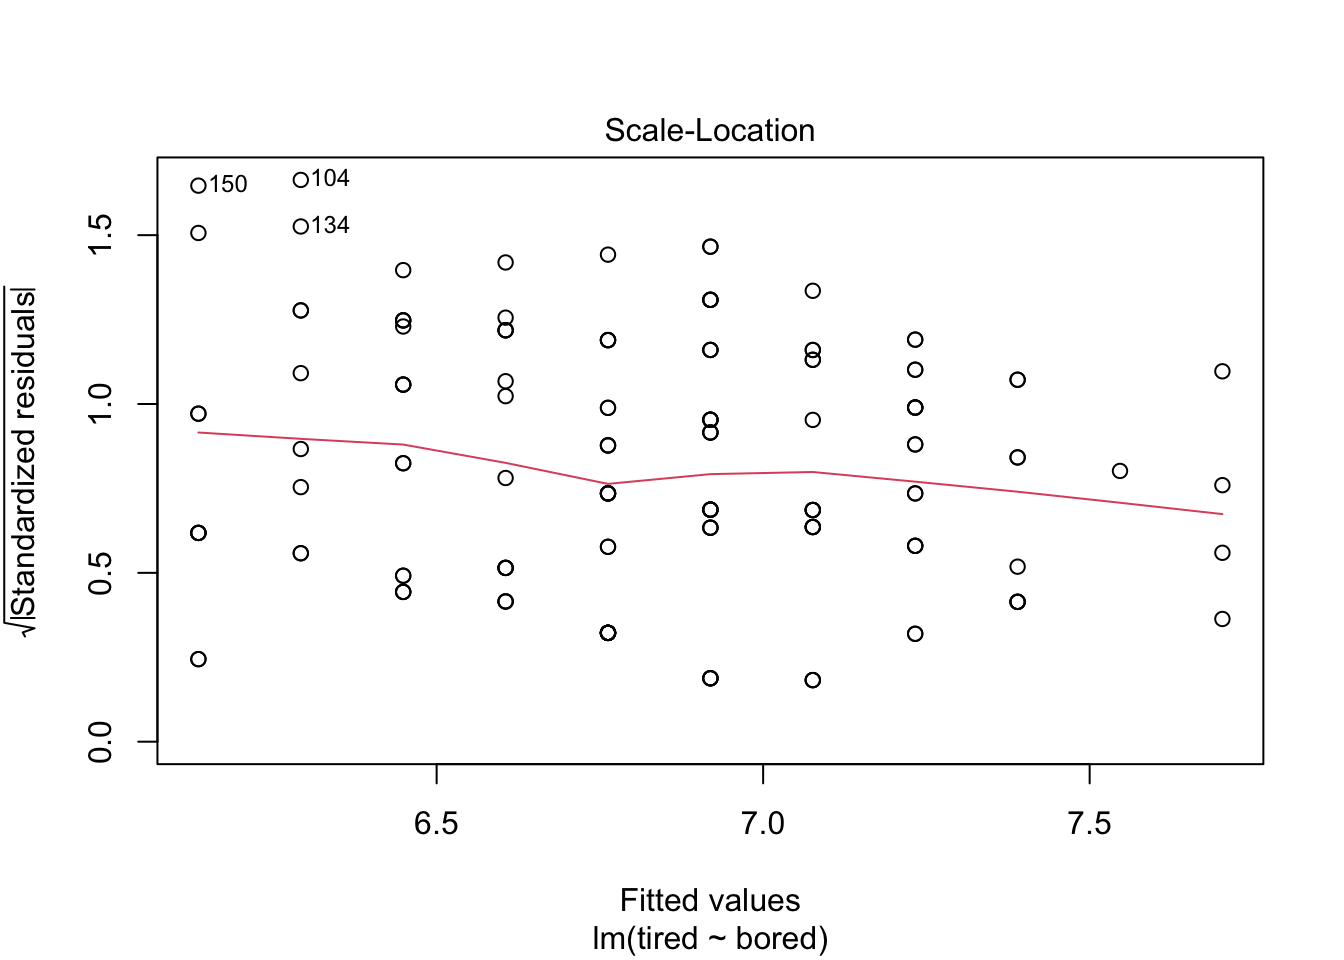 Scale-Location
150
104
134
√|Standardized residuals|
0.0
0.5
1.0
1.5
6.5
7.0
7.5
Fitted values
lm(tired ~ bored)